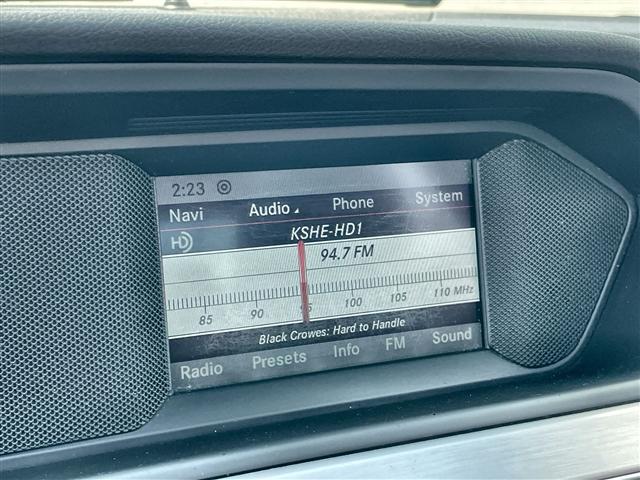 2:23
Navi Audio Phone System
HD KSHE-HD1
94.7 FM
85 90 95 100 105 110 MHz
Black Crowes: Hard to Handle
Radio Presets Info FM Sound